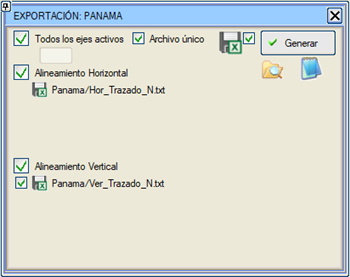 EXPORTACIÓN: PANAMA
Todos los ejes activos
Archivo único
Generar
Alineamiento Horizontal
Panama/Hor_Trazado_N.txt
Alineamiento Vertical
Panama/Ver_Trazado_N.txt